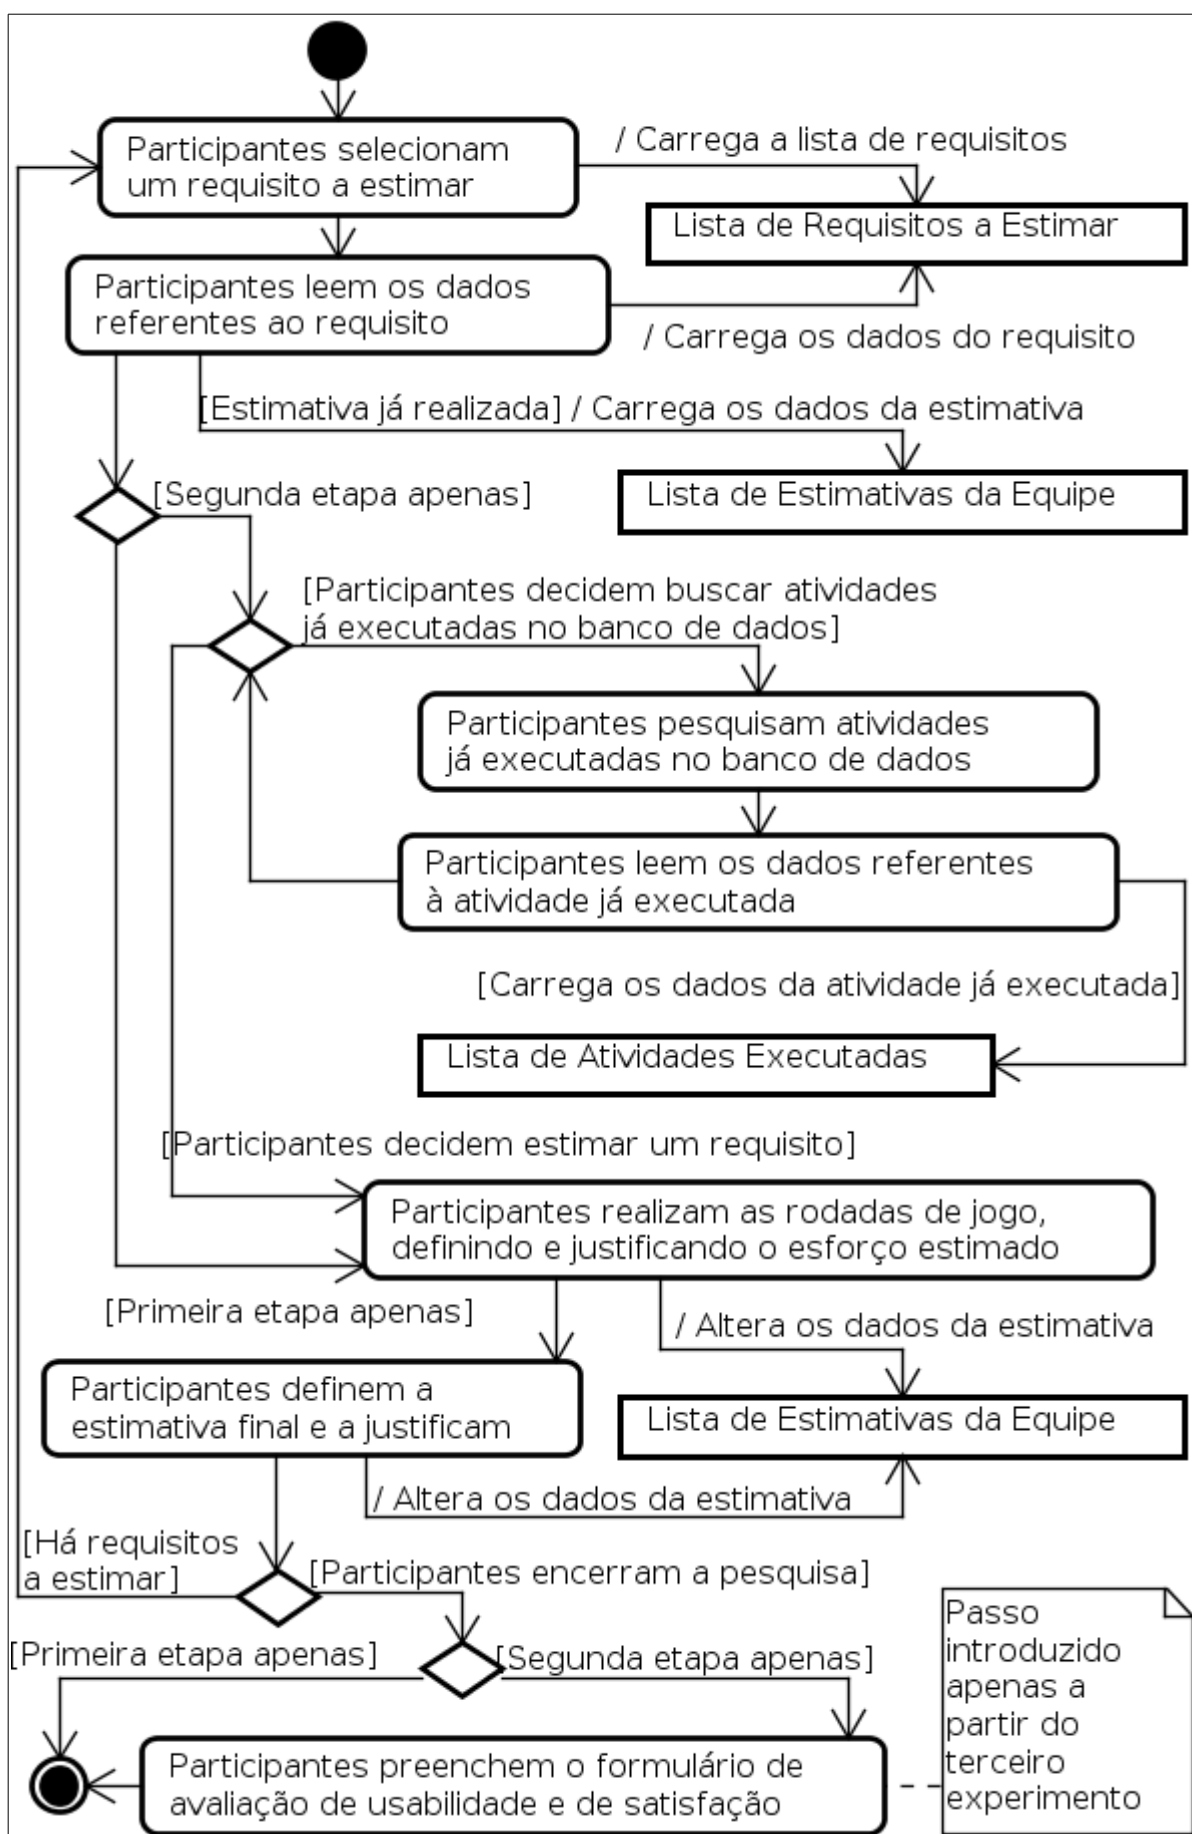 Participantes selecionam
um requisito a estimar
/ Carrega a lista de requisitos
Lista de Requisitos a Estimar
Participantes leem os dados
referentes ao requisito
/ Carrega os dados do requisito
[Estimativa já realizada] / Carrega os dados da estimativa
[Segunda etapa apenas]
Lista de Estimativas da Equipe
[Participantes decidem buscar atividades
já executadas no banco de dados]
Participantes pesquisam atividades
já executadas no banco de dados
Participantes leem os dados referentes
à atividade já executada
[Carrega os dados da atividade já executada]
Lista de Atividades Executadas
[Participantes decidem estimar um requisito]
Participantes realizam as rodadas de jogo,
definindo e justificando o esforço estimado
[Primeira etapa apenas]
/ Altera os dados da estimativa
Participantes definem a
estimativa final e a justificam
Lista de Estimativas da Equipe
/ Altera os dados da estimativa
[Há requisitos
a estimar]
[Participantes encerram a pesquisa]
[Primeira etapa apenas]
[Segunda etapa apenas]
Participantes preenchem o formulário de
avaliação de usabilidade e de satisfação
Passo
introduzido
apenas a
partir do
terceiro
experimento